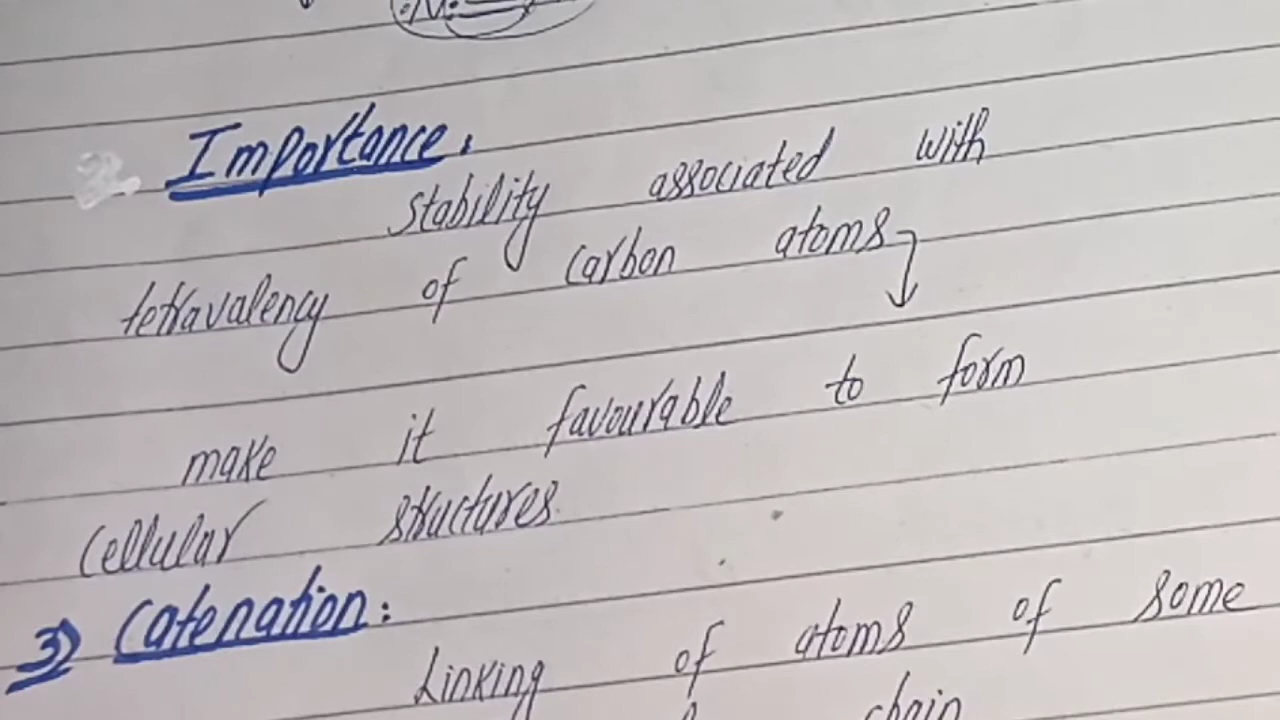 Importance.
stability associated with
tetravalency of carbon atoms
make it favourable to form
cellular structures.
3) Catenation:
Linking of atoms of some
chain